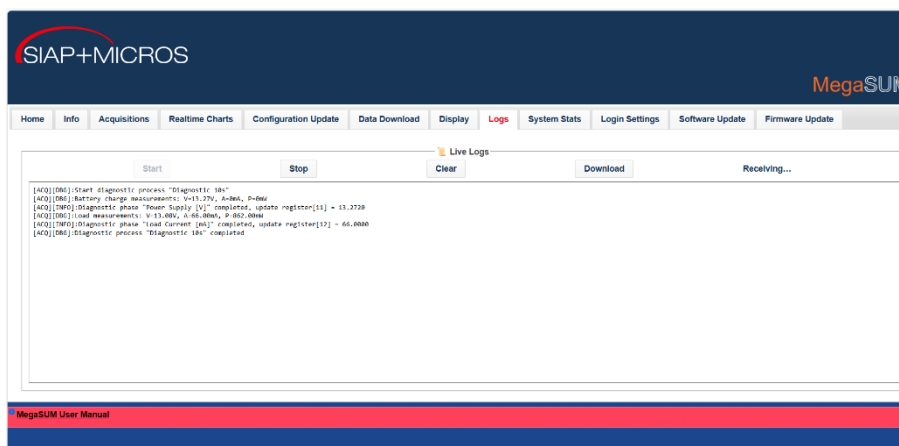 SIAP+MICROS
MegaSUM
Home Info Acquisitions Realtime Charts Configuration Update Data Download Display Logs System Stats Login Settings Software Update Firmware Update
Live Logs
Start Stop Clear Download Receiving...
[ACQ][DBG]:Start diagnostic process "Diagnostic 10s"
[ACQ][DBG]:Battery charge measurements: V=13.27V, A=0mA, P=0mW
[ACQ][INFO]:Diagnostic phase "Power Supply [V]" completed, update register[11] = 13.2720
[ACQ][DBG]:Load measurements: V=13.08V, A=66.00mA, P=862.00mW
[ACQ][INFO]:Diagnostic phase "Load Current [mA]" completed, update register[12] = 66.0000
[ACQ][DBG]:Diagnostic process "Diagnostic 10s" completed
MegaSUM User Manual